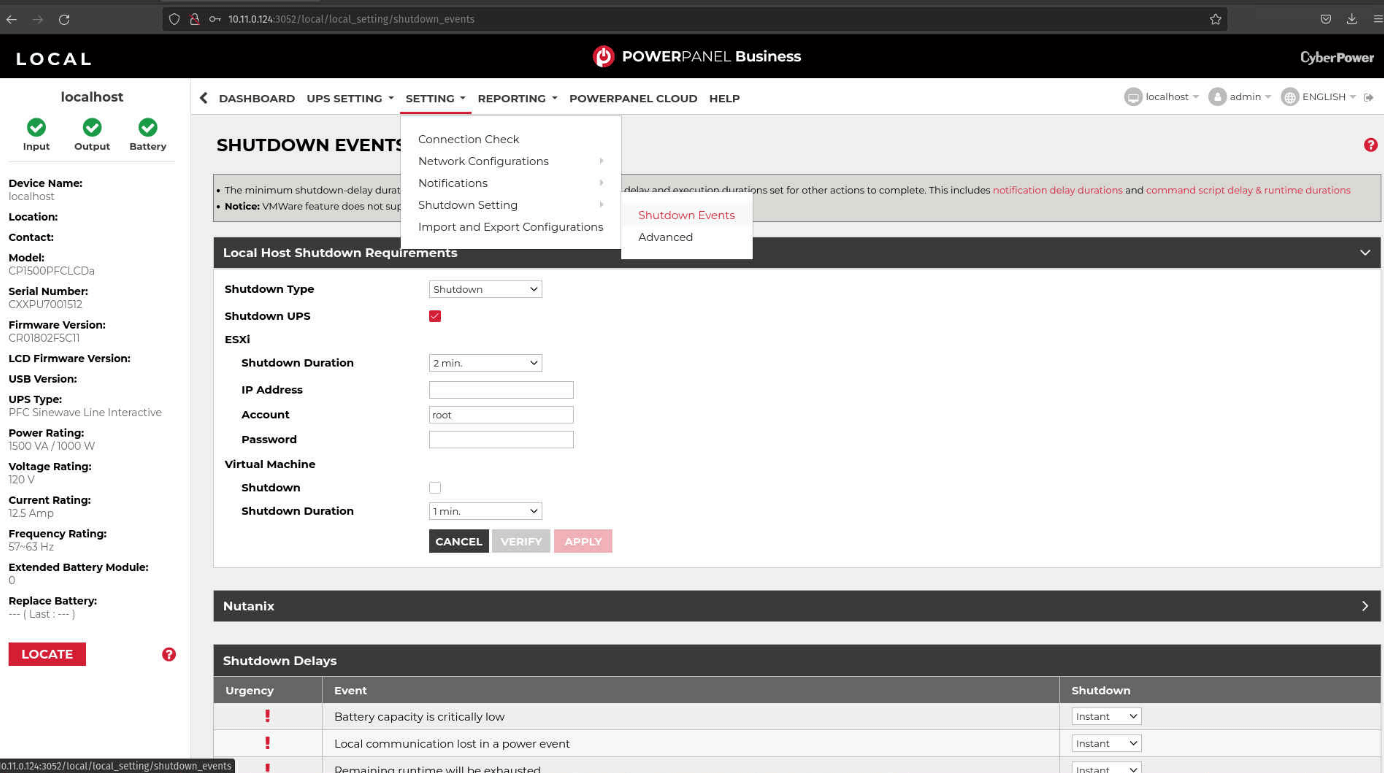 10.11.0.124:3052/local/local_setting/shutdown_events
LOCAL
POWERPANEL Business
CyberPower
localhost
Input Output Battery
Device Name:
localhost
Location:
Contact:
Model:
CP1500PFCLCDa
Serial Number:
CXXPU7001512
Firmware Version:
CR01802F5C11
LCD Firmware Version:
USB Version:
UPS Type:
PFC Sinewave Line Interactive
Power Rating:
1500 VA / 1000 W
Voltage Rating:
120 V
Current Rating:
12.5 Amp
Frequency Rating:
57~63 Hz
Extended Battery Module:
0
Replace Battery:
--- ( Last : --- )
LOCATE ?
DASHBOARD UPS SETTING SETTING REPORTING POWERPANEL CLOUD HELP
localhost admin ENGLISH
Connection Check
Network Configurations
Notifications
Shutdown Setting
Import and Export Configurations
Shutdown Events
Advanced
SHUTDOWN EVENTS ?
• The minimum shutdown-delay durat delay and execution durations set for other actions to complete. This includes notification delay durations and command script delay & runtime durations
• Notice: VMWare feature does not sup
Local Host Shutdown Requirements
Shutdown Type Shutdown
Shutdown UPS
ESXi
Shutdown Duration 2 min.
IP Address
Account root
Password
Virtual Machine
Shutdown
Shutdown Duration 1 min.
CANCEL VERIFY APPLY
Nutanix
Shutdown Delays
Urgency Event Shutdown
! Battery capacity is critically low Instant
! Local communication lost in a power event Instant
! Remaining runtime will be exhausted Instant
10.11.0.124:3052/local/local_setting/shutdown_events